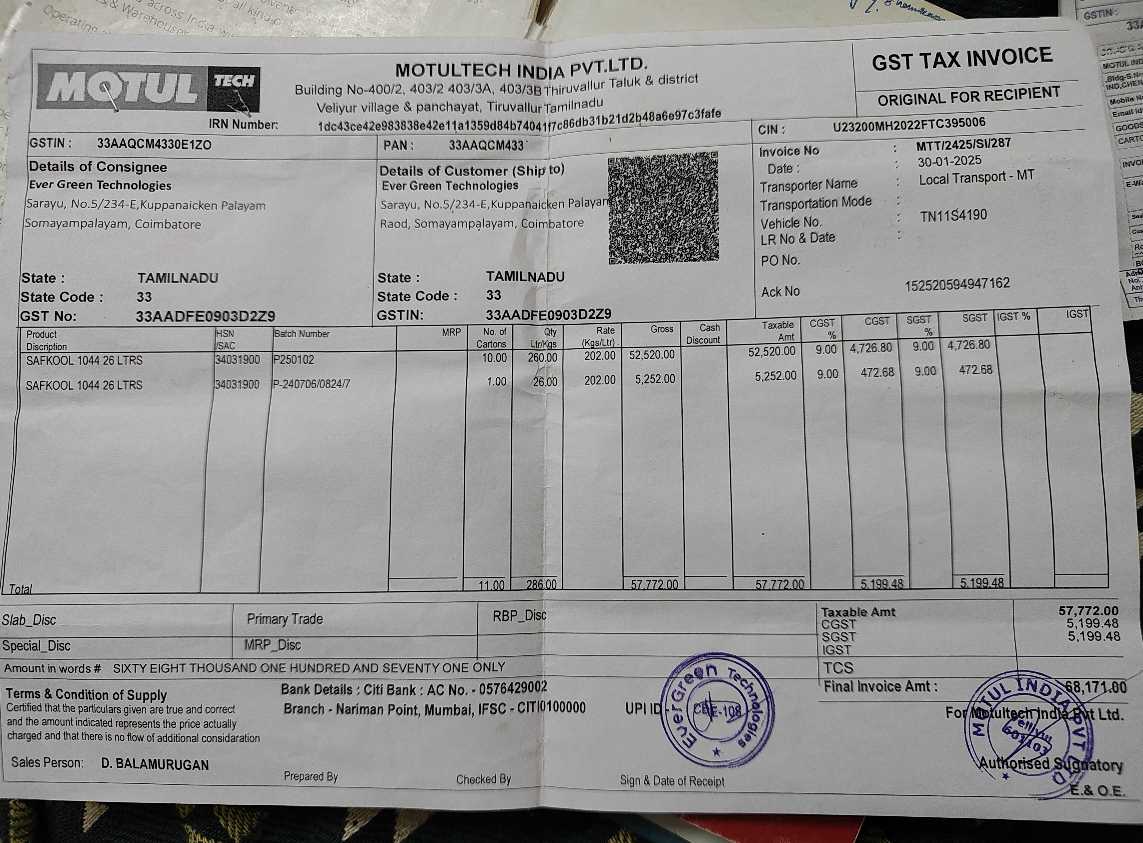 MOTUL TECH
MOTULTECH INDIA PVT.LTD.
Building No-400/2, 403/2 403/3A, 403/3B Thiruvallur Taluk & district
Veliyur village & panchayat, Tiruvallur Tamilnadu
IRN Number: 1dc43ce42e983838e42e11a1359d84b74041f7c86db31b21d2b48a6e97c3fafe
GST TAX INVOICE
ORIGINAL FOR RECIPIENT
GSTIN : 33AAQCM4330E1ZO
PAN : 33AAQCM433
CIN : U23200MH2022FTC395006
Details of Consignee
Ever Green Technologies
Sarayu, No.5/234-E,Kuppanaicken Palayam
Somayampalayam, Coimbatore
State : TAMILNADU
State Code : 33
GST No: 33AADFE0903D2Z9
Details of Customer (Ship to)
Ever Green Technologies
Sarayu, No.5/234-E,Kuppanaicken Palayam
Raod, Somayampalayam, Coimbatore
State : TAMILNADU
State Code : 33
GSTIN: 33AADFE0903D2Z9
Invoice No : MTT/2425/SI/287
Date : : 30-01-2025
Transporter Name : Local Transport - MT
Transportation Mode :
Vehicle No. : TN11S4190
LR No & Date :
PO No.
Ack No 152520594947162
Product Discription HSN /SAC Batch Number MRP No. of Cartons Qty Ltr/Kgs Rate (Kgs/Ltr) Gross Cash Discount Taxable Amt CGST % CGST SGST % SGST IGST % IGST
SAFKOOL 1044 26 LTRS 34031900 P250102 10.00 260.00 202.00 52,520.00 52,520.00 9.00 4,726.80 9.00 4,726.80
SAFKOOL 1044 26 LTRS 34031900 P-240706/0824/7 1.00 26.00 202.00 5,252.00 5,252.00 9.00 472.68 9.00 472.68
Total 11.00 286.00 57,772.00 57,772.00 5,199.48 5,199.48
Slab_Disc Primary Trade RBP_Disc
Special_Disc MRP_Disc
Taxable Amt 57,772.00
CGST 5,199.48
SGST 5,199.48
IGST
TCS
Final Invoice Amt : 68,171.00
Amount in words # SIXTY EIGHT THOUSAND ONE HUNDRED AND SEVENTY ONE ONLY
Terms & Condition of Supply
Certified that the particulars given are true and correct
and the amount indicated represents the price actually
charged and that there is no flow of additional considaration
Bank Details : Citi Bank : AC No. - 0576429002
Branch - Nariman Point, Mumbai, IFSC - CITI0100000 UPI ID
EverGreen Technologies
CBE-108
For Motultech India Pvt Ltd.
MOTUL INDIA PVT LTD
601103
Authorised Sugnatory
Sales Person: D. BALAMURUGAN
Prepared By Checked By Sign & Date of Receipt
E.& O.E.